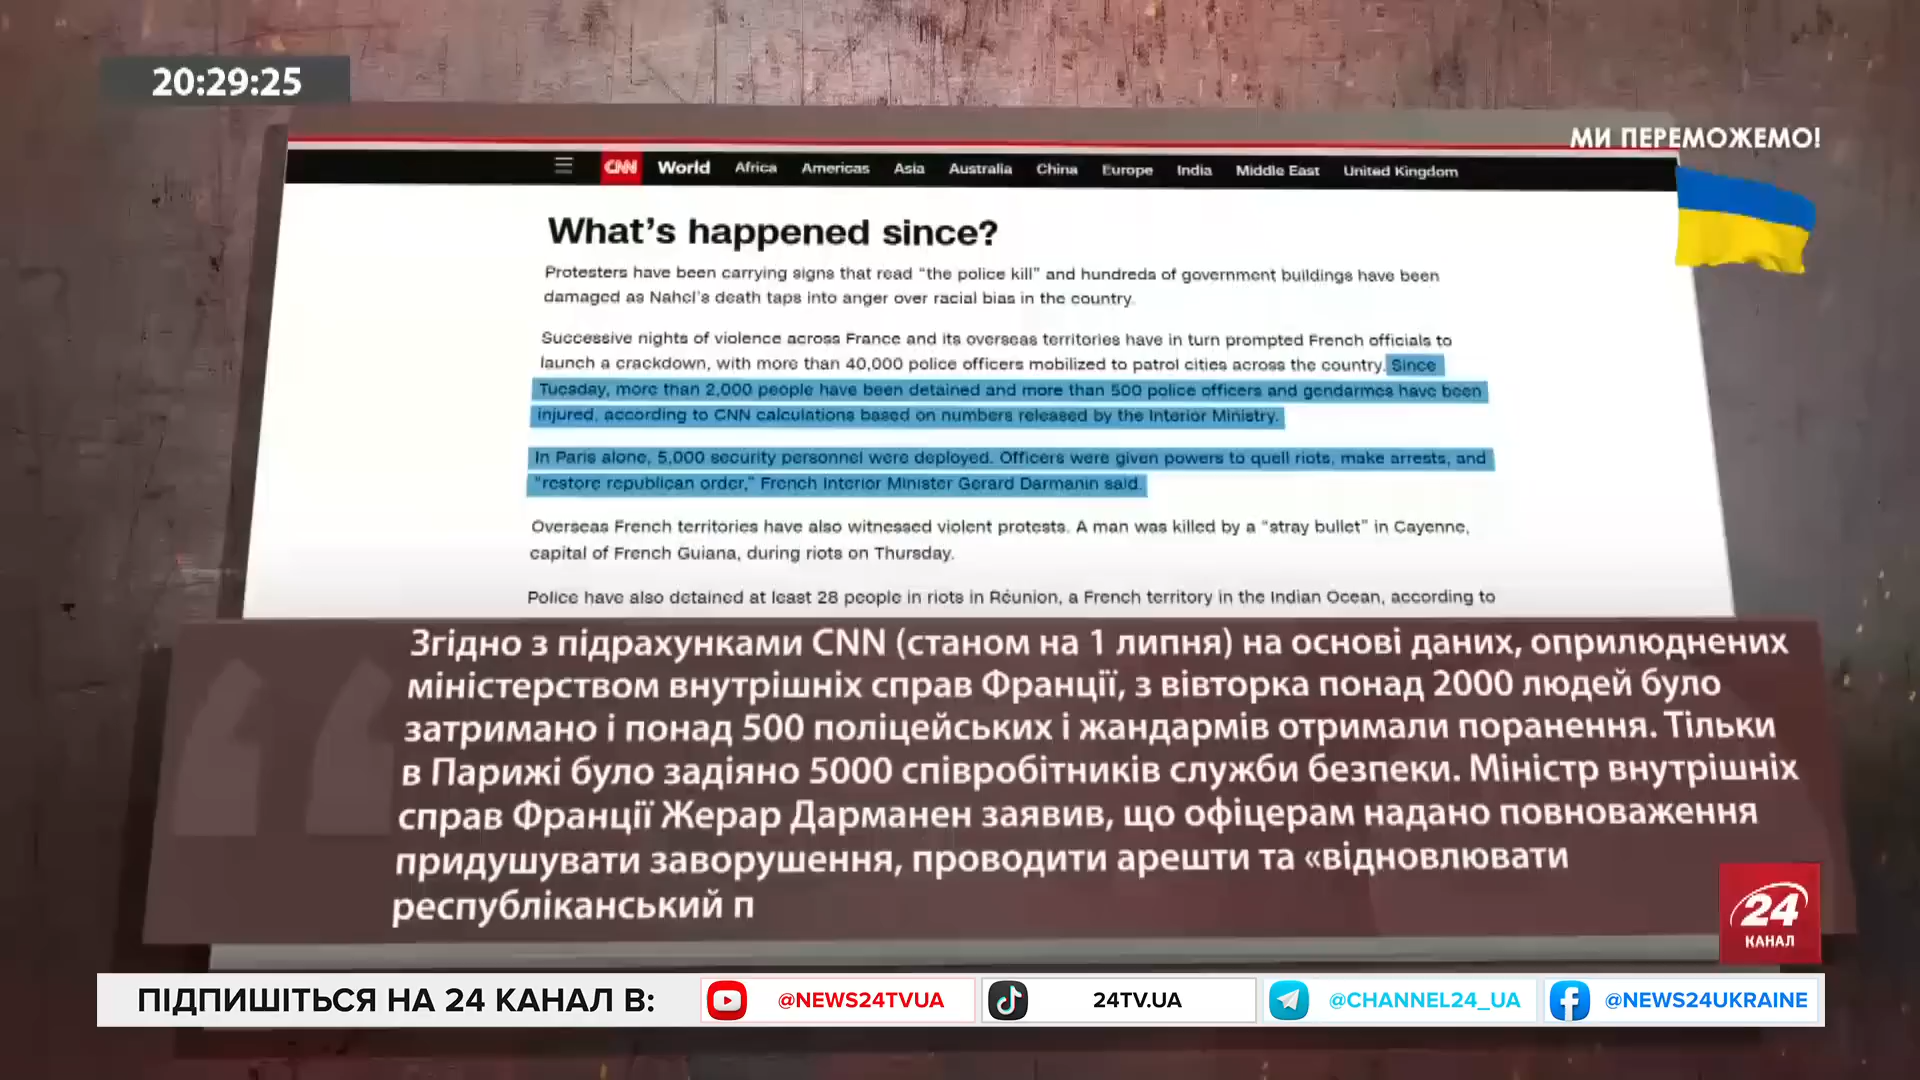 20:29:25
МИ ПЕРЕМОЖЕМО!
CNN World Africa Americas Asia Australia China Europe India Middle East United Kingdom
What's happened since?
Protesters have been carrying signs that read "the police kill" and hundreds of government buildings have been
damaged as Nahel's death taps into anger over racial bias in the country.
Successive nights of violence across France and its overseas territories have in turn prompted French officials to
launch a crackdown, with more than 40,000 police officers mobilized to patrol cities across the country. Since
Tuesday, more than 2,000 people have been detained and more than 500 police officers and gendarmes have been
injured, according to CNN calculations based on numbers released by the Interior Ministry.
In Paris alone, 5,000 security personnel were deployed. Officers were given powers to quell riots, make arrests, and
"restore republican order," French Interior Minister Gerard Darmanin said.
Overseas French territories have also witnessed violent protests. A man was killed by a "stray bullet" in Cayenne,
capital of French Guiana, during riots on Thursday.
Police have also detained at least 28 people in riots in Réunion, a French territory in the Indian Ocean, according to
Згідно з підрахунками CNN (станом на 1 липня) на основі даних, оприлюднених
міністерством внутрішніх справ Франції, з вівторка понад 2000 людей було
затримано і понад 500 поліцейських і жандармів отримали поранення. Тільки
в Парижі було задіяно 5000 співробітників служби безпеки. Міністр внутрішніх
справ Франції Жерар Дарманен заявив, що офіцерам надано повноваження
придушувати заворушення, проводити арешти та «відновлювати
республіканський п
24
КАНАЛ
ПІДПИШІТЬСЯ НА 24 КАНАЛ В: @NEWS24TVUA 24TV.UA @CHANNEL24_UA @NEWS24UKRAINE